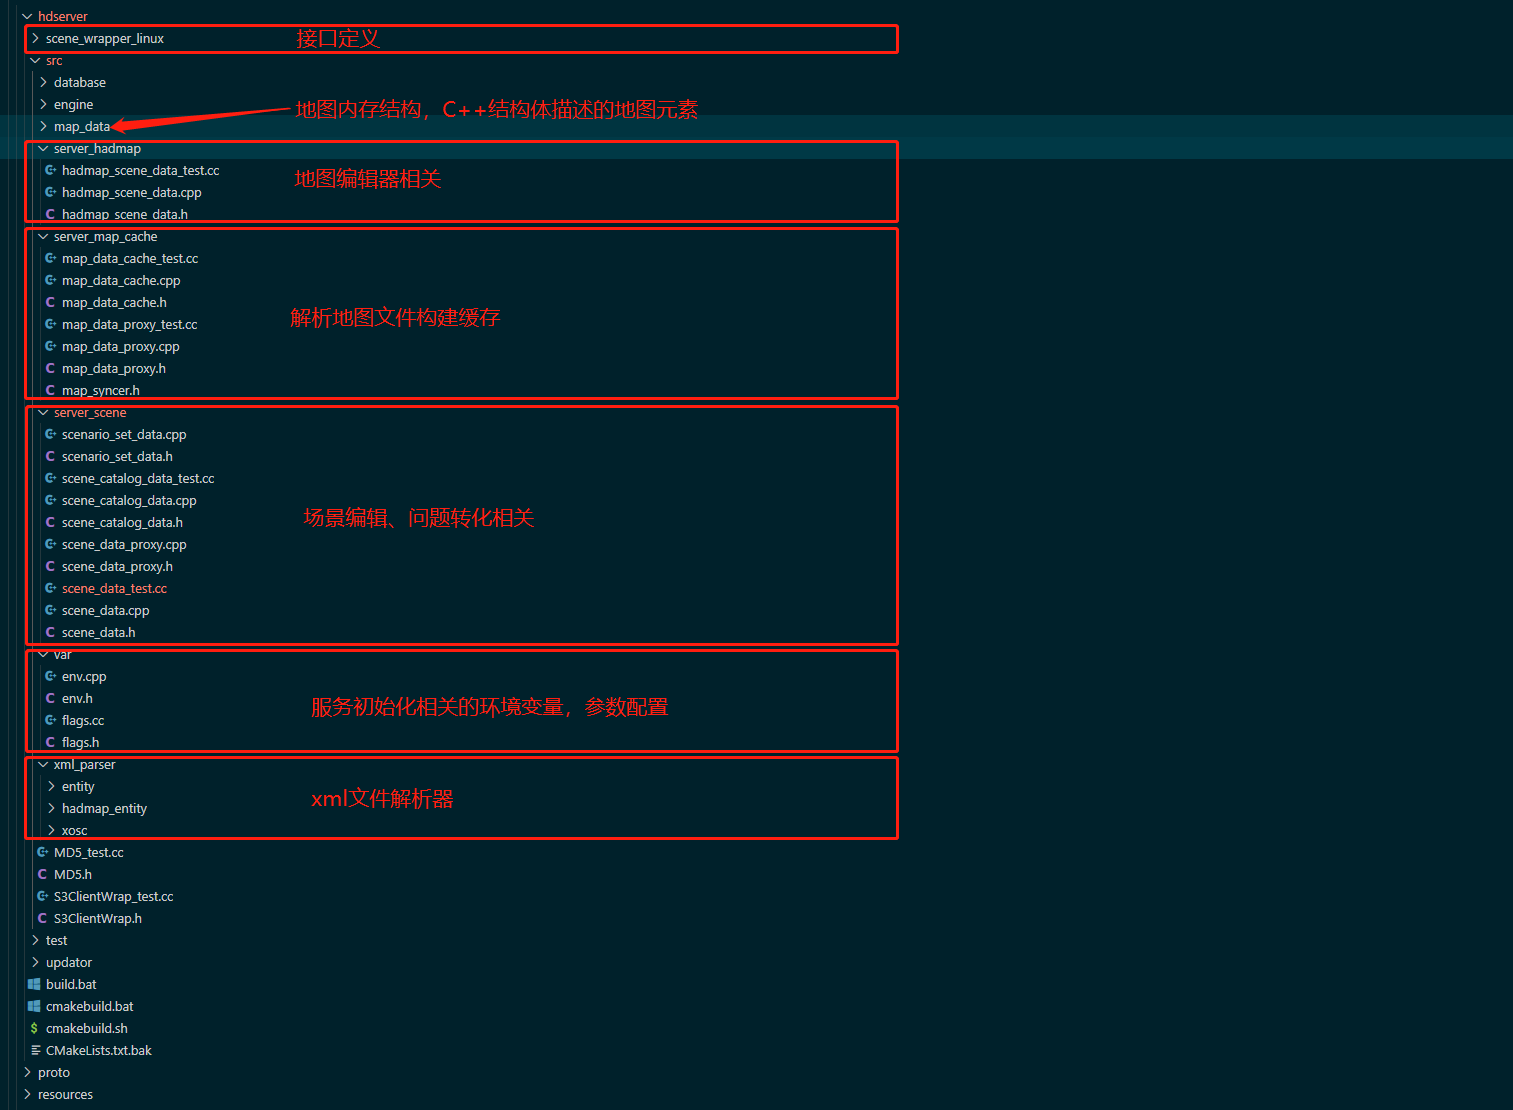 hdserver
scene_wrapper_linux 接口定义
src
database
engine
地图内存结构，C++结构体描述的地图元素
map_data
server_hadmap
hadmap_scene_data_test.cc
地图编辑器相关
hadmap_scene_data.cpp
hadmap_scene_data.h
server_map_cache
map_data_cache_test.cc
map_data_cache.cpp
map_data_cache.h
解析地图文件构建缓存
map_data_proxy_test.cc
map_data_proxy.cpp
map_data_proxy.h
map_syncer.h
server_scene
scenario_set_data.cpp
scenario_set_data.h
scene_catalog_data_test.cc
scene_catalog_data.cpp
场景编辑、问题转化相关
scene_catalog_data.h
scene_data_proxy.cpp
scene_data_proxy.h
scene_data_test.cc
scene_data.cpp
scene_data.h
var
env.cpp
env.h
服务初始化相关的环境变量，参数配置
flags.cc
flags.h
xml_parser
entity
xml文件解析器
hadmap_entity
xosc
MD5_test.cc
MD5.h
S3ClientWrap_test.cc
S3ClientWrap.h
test
updator
build.bat
cmakebuild.bat
cmakebuild.sh
CMakeLists.txt.bak
proto
resources